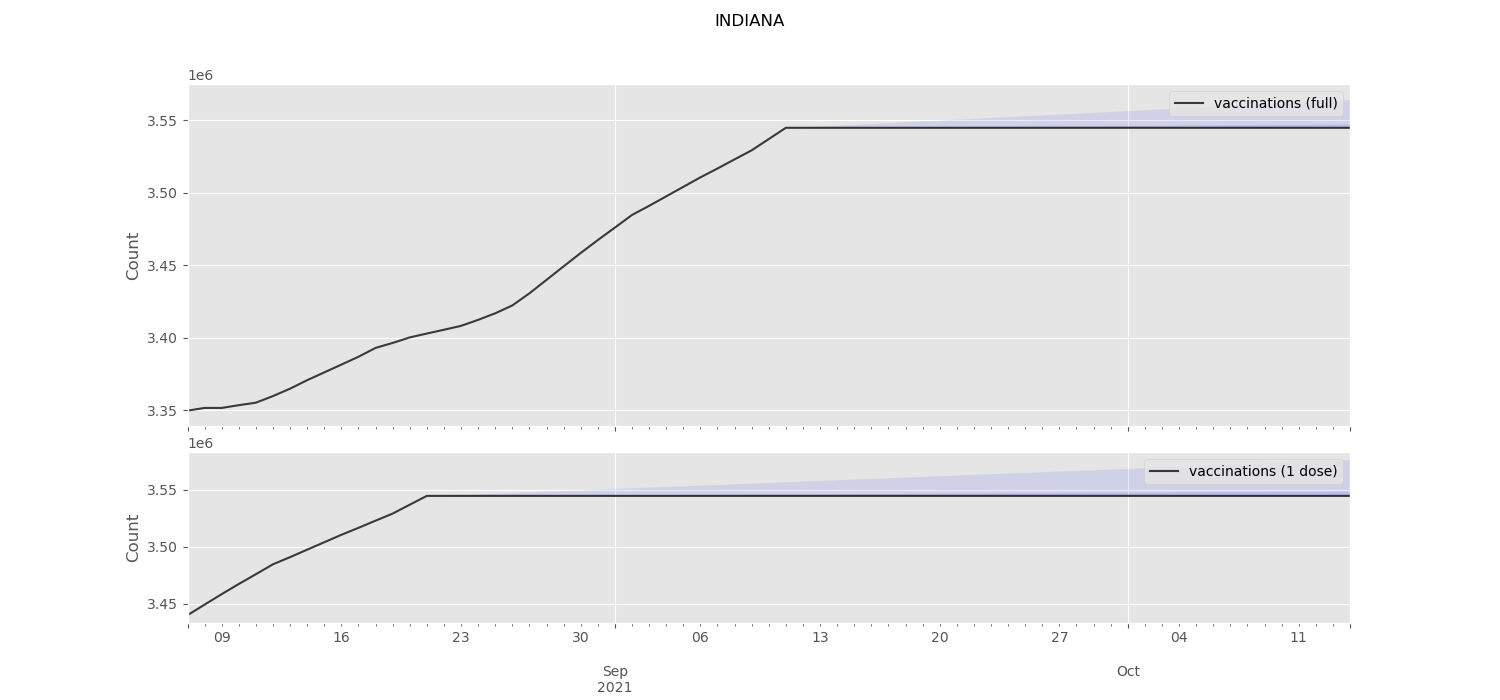 INDIANA
1e6
vaccinations (full)
3.55
3.50
3.45
3.40
3.35
Count
1e6
vaccinations (1 dose)
3.55
3.50
3.45
Count
09 16 23 30 06 13 20 27 04 11
Sep Oct
2021